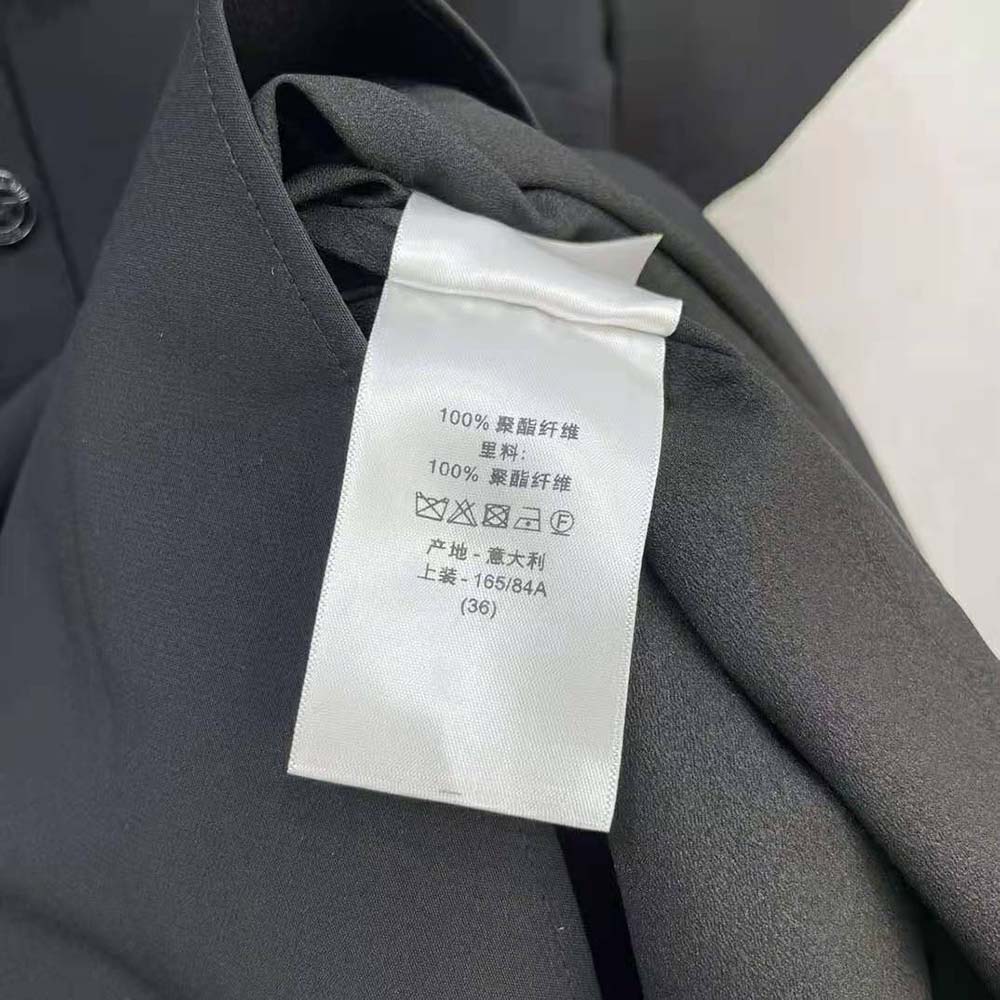 100% 聚酯纤维
里料:
100% 聚酯纤维
F
产地 - 意大利
上装 - 165/84A
(36)